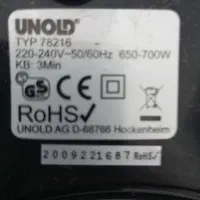 UNOLD®
TYP 78216
220-240V~50/60Hz 650-700W
KB: 3Min
GS CE
RoHS✓
UNOLD AG D-68766 Hockenheim
2009221687 RoHS✓